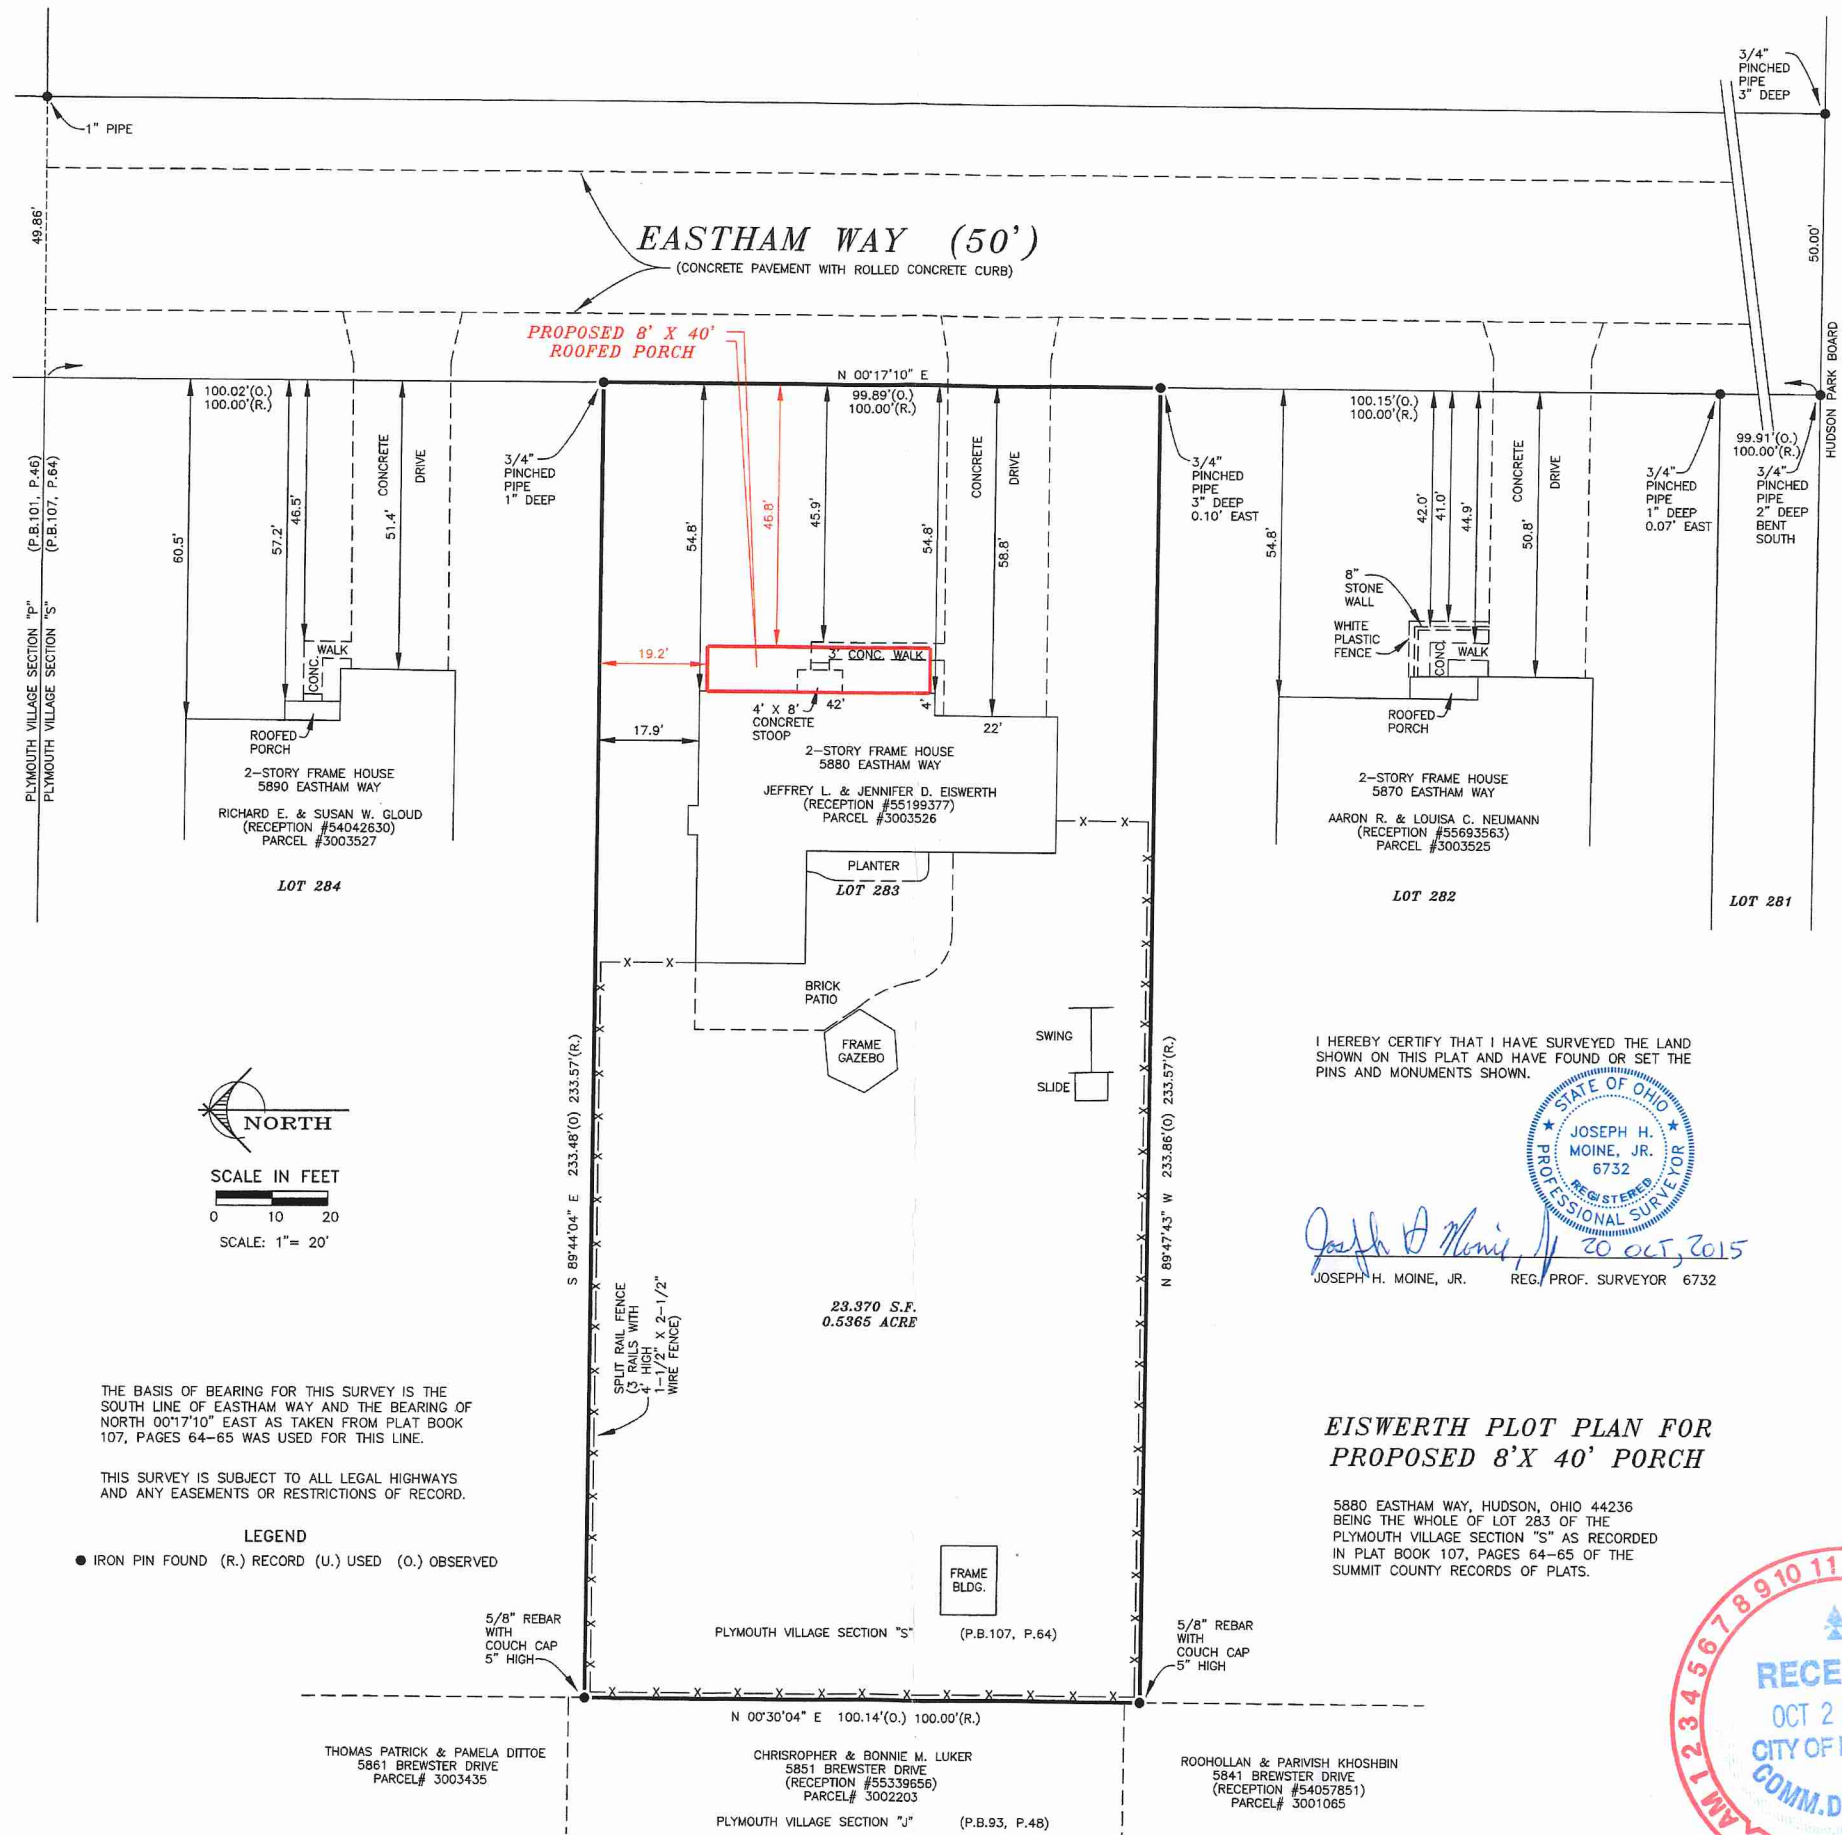 3/4"
PINCHED
PIPE
3" DEEP
1" PIPE
49.86'
50.00'
EASTHAM WAY (50')
(CONCRETE PAVEMENT WITH ROLLED CONCRETE CURB)
HUDSON PARK BOARD
PROPOSED 8' X 40'
ROOFED PORCH
N 00°17'10" E
99.89'(O.)
100.00'(R.)
100.02'(O.)
100.00'(R.)
100.15'(O.)
100.00'(R.)
99.91'(O.)
100.00'(R.)
PLYMOUTH VILLAGE SECTION "P" (P.B.101, P.46)
PLYMOUTH VILLAGE SECTION "S" (P.B.107, P.64)
60.5'
57.2'
46.5'
51.4'
CONCRETE
DRIVE
3/4"
PINCHED
PIPE
1" DEEP
54.8'
46.8'
45.9'
54.8'
58.8'
CONCRETE
DRIVE
3/4"
PINCHED
PIPE
3" DEEP
0.10' EAST
54.8'
42.0'
41.0'
44.9'
50.8'
CONCRETE
DRIVE
3/4"
PINCHED
PIPE
1" DEEP
0.07' EAST
3/4"
PINCHED
PIPE
2" DEEP
BENT
SOUTH
8"
STONE
WALL
WHITE
PLASTIC
FENCE
CONC.
WALK
ROOFED
PORCH
CONC.
WALK
ROOFED
PORCH
19.2'
3' CONC. WALK
4' X 8'
CONCRETE
STOOP
42'
4'
22'
17.9'
2-STORY FRAME HOUSE
5890 EASTHAM WAY
RICHARD E. & SUSAN W. GLOUD
(RECEPTION #54042630)
PARCEL #3003527
LOT 284
2-STORY FRAME HOUSE
5880 EASTHAM WAY
JEFFREY L. & JENNIFER D. EISWERTH
(RECEPTION #55199377)
PARCEL #3003526
PLANTER
LOT 283
2-STORY FRAME HOUSE
5870 EASTHAM WAY
AARON R. & LOUISA C. NEUMANN
(RECEPTION #55693563)
PARCEL #3003525
LOT 282
LOT 281
X X
X X
BRICK
PATIO
FRAME
GAZEBO
SWING
SLIDE
S 89°44'04" E 233.48'(O) 233.57'(R.)
N 89°47'43" W 233.86'(O) 233.57'(R.)
NORTH
SCALE IN FEET
0 10 20
SCALE: 1"= 20'
I HEREBY CERTIFY THAT I HAVE SURVEYED THE LAND
SHOWN ON THIS PLAT AND HAVE FOUND OR SET THE
PINS AND MONUMENTS SHOWN.
STATE OF OHIO
JOSEPH H.
MOINE, JR.
6732
REGISTERED
PROFESSIONAL SURVEYOR
Joseph H Moine, Jr 20 OCT, 2015
JOSEPH H. MOINE, JR. REG. PROF. SURVEYOR 6732
SPLIT RAIL FENCE
(3 RAILS WITH
4' HIGH
1-1/2" X 2-1/2"
WIRE FENCE)
23.370 S.F.
0.5365 ACRE
THE BASIS OF BEARING FOR THIS SURVEY IS THE
SOUTH LINE OF EASTHAM WAY AND THE BEARING OF
NORTH 00°17'10" EAST AS TAKEN FROM PLAT BOOK
107, PAGES 64-65 WAS USED FOR THIS LINE.
THIS SURVEY IS SUBJECT TO ALL LEGAL HIGHWAYS
AND ANY EASEMENTS OR RESTRICTIONS OF RECORD.
LEGEND
● IRON PIN FOUND (R.) RECORD (U.) USED (O.) OBSERVED
EISWERTH PLOT PLAN FOR
PROPOSED 8'X 40' PORCH
5880 EASTHAM WAY, HUDSON, OHIO 44236
BEING THE WHOLE OF LOT 283 OF THE
PLYMOUTH VILLAGE SECTION "S" AS RECORDED
IN PLAT BOOK 107, PAGES 64-65 OF THE
SUMMIT COUNTY RECORDS OF PLATS.
FRAME
BLDG.
5/8" REBAR
WITH
COUCH CAP
5" HIGH
PLYMOUTH VILLAGE SECTION "S" (P.B.107, P.64)
5/8" REBAR
WITH
COUCH CAP
5" HIGH
N 00°30'04" E 100.14'(O.) 100.00'(R.)
THOMAS PATRICK & PAMELA DITTOE
5861 BREWSTER DRIVE
PARCEL# 3003435
CHRISROPHER & BONNIE M. LUKER
5851 BREWSTER DRIVE
(RECEPTION #55339656)
PARCEL# 3002203
PLYMOUTH VILLAGE SECTION "J" (P.B.93, P.48)
ROOHOLLAN & PARIVISH KHOSHBIN
5841 BREWSTER DRIVE
(RECEPTION #54057851)
PARCEL# 3001065
AM 1 2 3 4 5 6 7 8 9 10 11
RECE
OCT 2
CITY OF
COMM.D